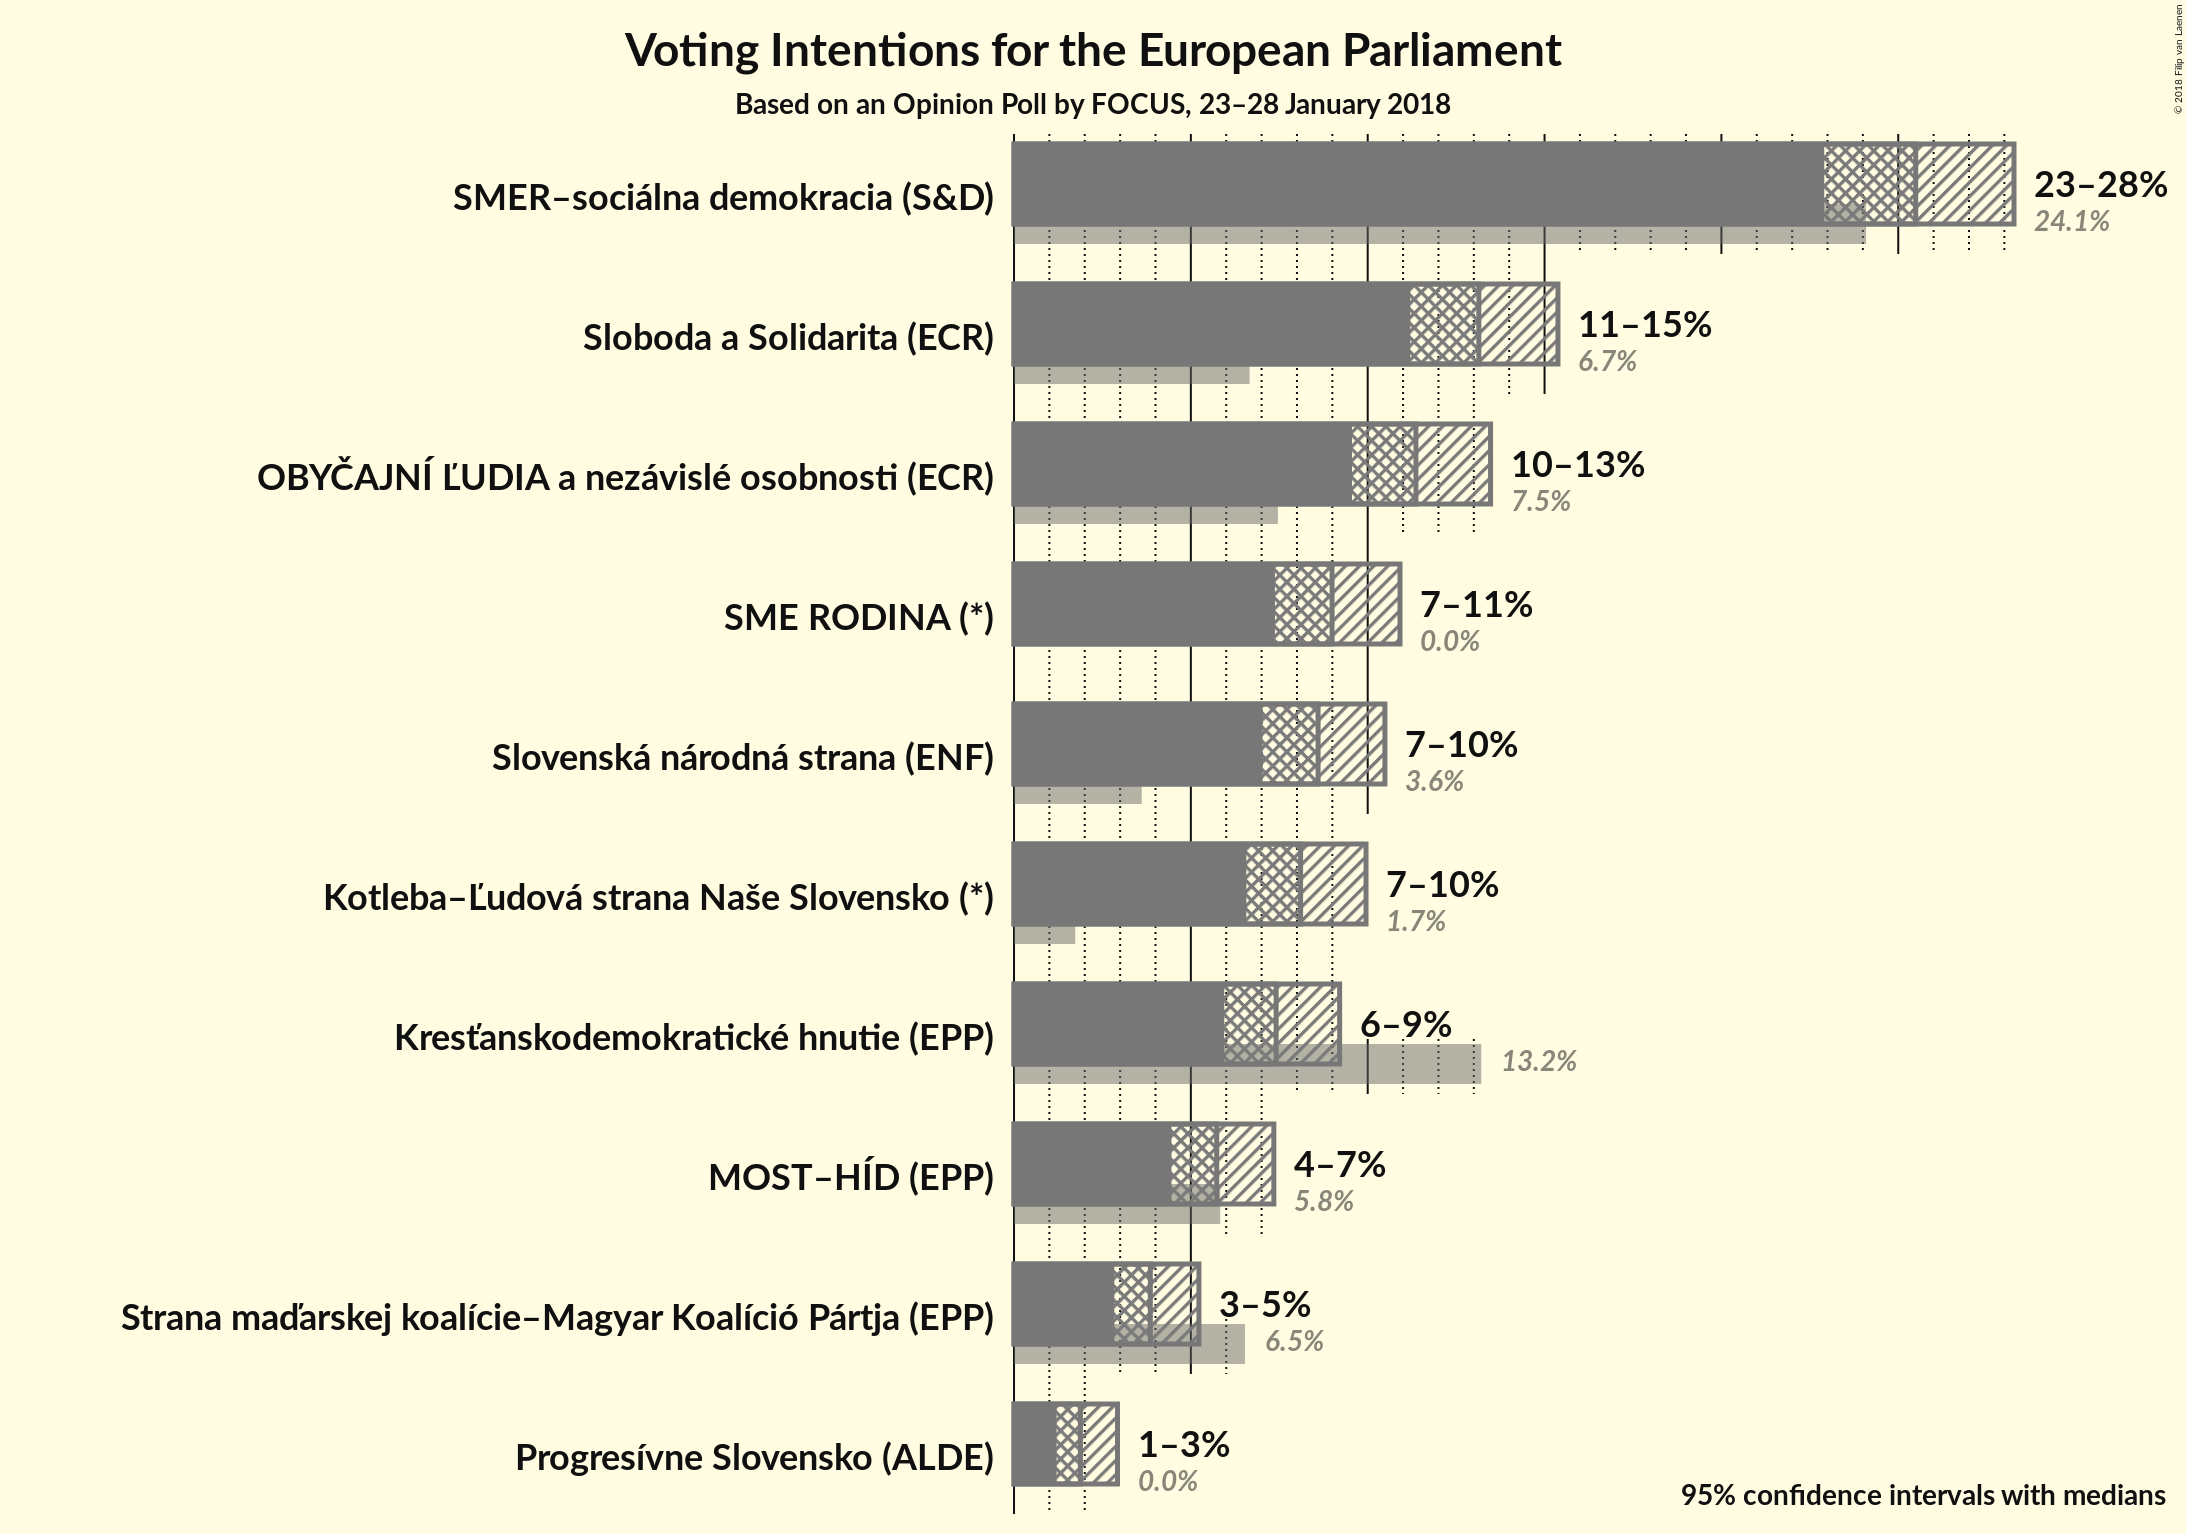 Voting Intentions for the European Parliament
Based on an Opinion Poll by FOCUS, 23–28 January 2018
© 2018 Filip van Laenen
SMER–sociálna demokracia (S&D)
23–28%
24.1%
Sloboda a Solidarita (ECR)
11–15%
6.7%
OBYČAJNÍ ĽUDIA a nezávislé osobnosti (ECR)
10–13%
7.5%
SME RODINA (*)
7–11%
0.0%
Slovenská národná strana (ENF)
7–10%
3.6%
Kotleba–Ľudová strana Naše Slovensko (*)
7–10%
1.7%
Kresťanskodemokratické hnutie (EPP)
6–9%
13.2%
MOST–HÍD (EPP)
4–7%
5.8%
Strana maďarskej koalície–Magyar Koalíció Pártja (EPP)
3–5%
6.5%
Progresívne Slovensko (ALDE)
1–3%
0.0%
95% confidence intervals with medians